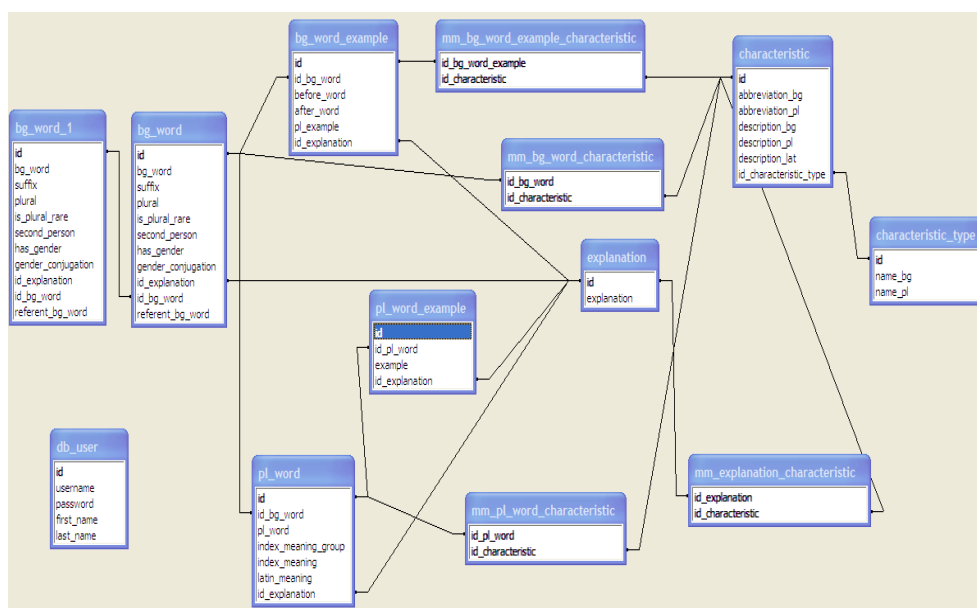 bg_word_example
id
id_bg_word
before_word
after_word
pl_example
id_explanation
mm_bg_word_example_characteristic
id_bg_word_example
id_characteristic
characteristic
id
abbreviation_bg
abbreviation_pl
description_bg
description_pl
description_lat
id_characteristic_type
bg_word_1
id
bg_word
suffix
plural
is_plural_rare
second_person
has_gender
gender_conjugation
id_explanation
id_bg_word
referent_bg_word
bg_word
id
bg_word
suffix
plural
is_plural_rare
second_person
has_gender
gender_conjugation
id_explanation
id_bg_word
referent_bg_word
mm_bg_word_characteristic
id_bg_word
id_characteristic
characteristic_type
id
name_bg
name_pl
explanation
id
explanation
pl_word_example
id
id_pl_word
example
id_explanation
db_user
id
username
password
first_name
last_name
pl_word
id
id_bg_word
pl_word
index_meaning_group
index_meaning
latin_meaning
id_explanation
mm_pl_word_characteristic
id_pl_word
id_characteristic
mm_explanation_characteristic
id_explanation
id_characteristic